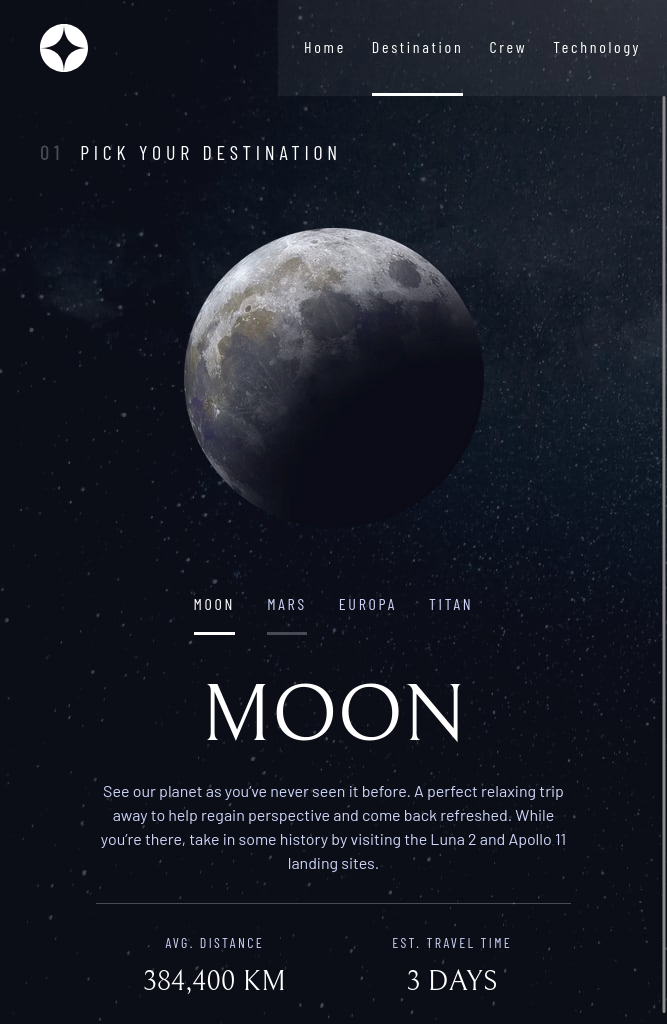 Home Destination Crew Technology
01 PICK YOUR DESTINATION
MOON MARS EUROPA TITAN
MOON
See our planet as you’ve never seen it before. A perfect relaxing trip
away to help regain perspective and come back refreshed. While
you’re there, take in some history by visiting the Luna 2 and Apollo 11
landing sites.
AVG. DISTANCE EST. TRAVEL TIME
384,400 KM 3 DAYS